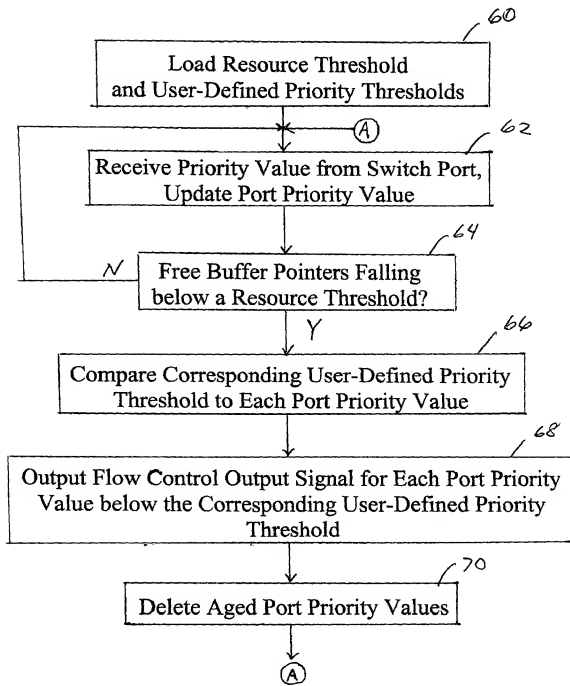 60
Load Resource Threshold
and User-Defined Priority Thresholds
A
62
Receive Priority Value from Switch Port,
Update Port Priority Value
64
N
Free Buffer Pointers Falling
below a Resource Threshold?
Y
66
Compare Corresponding User-Defined Priority
Threshold to Each Port Priority Value
68
Output Flow Control Output Signal for Each Port Priority
Value below the Corresponding User-Defined Priority
Threshold
70
Delete Aged Port Priority Values
A